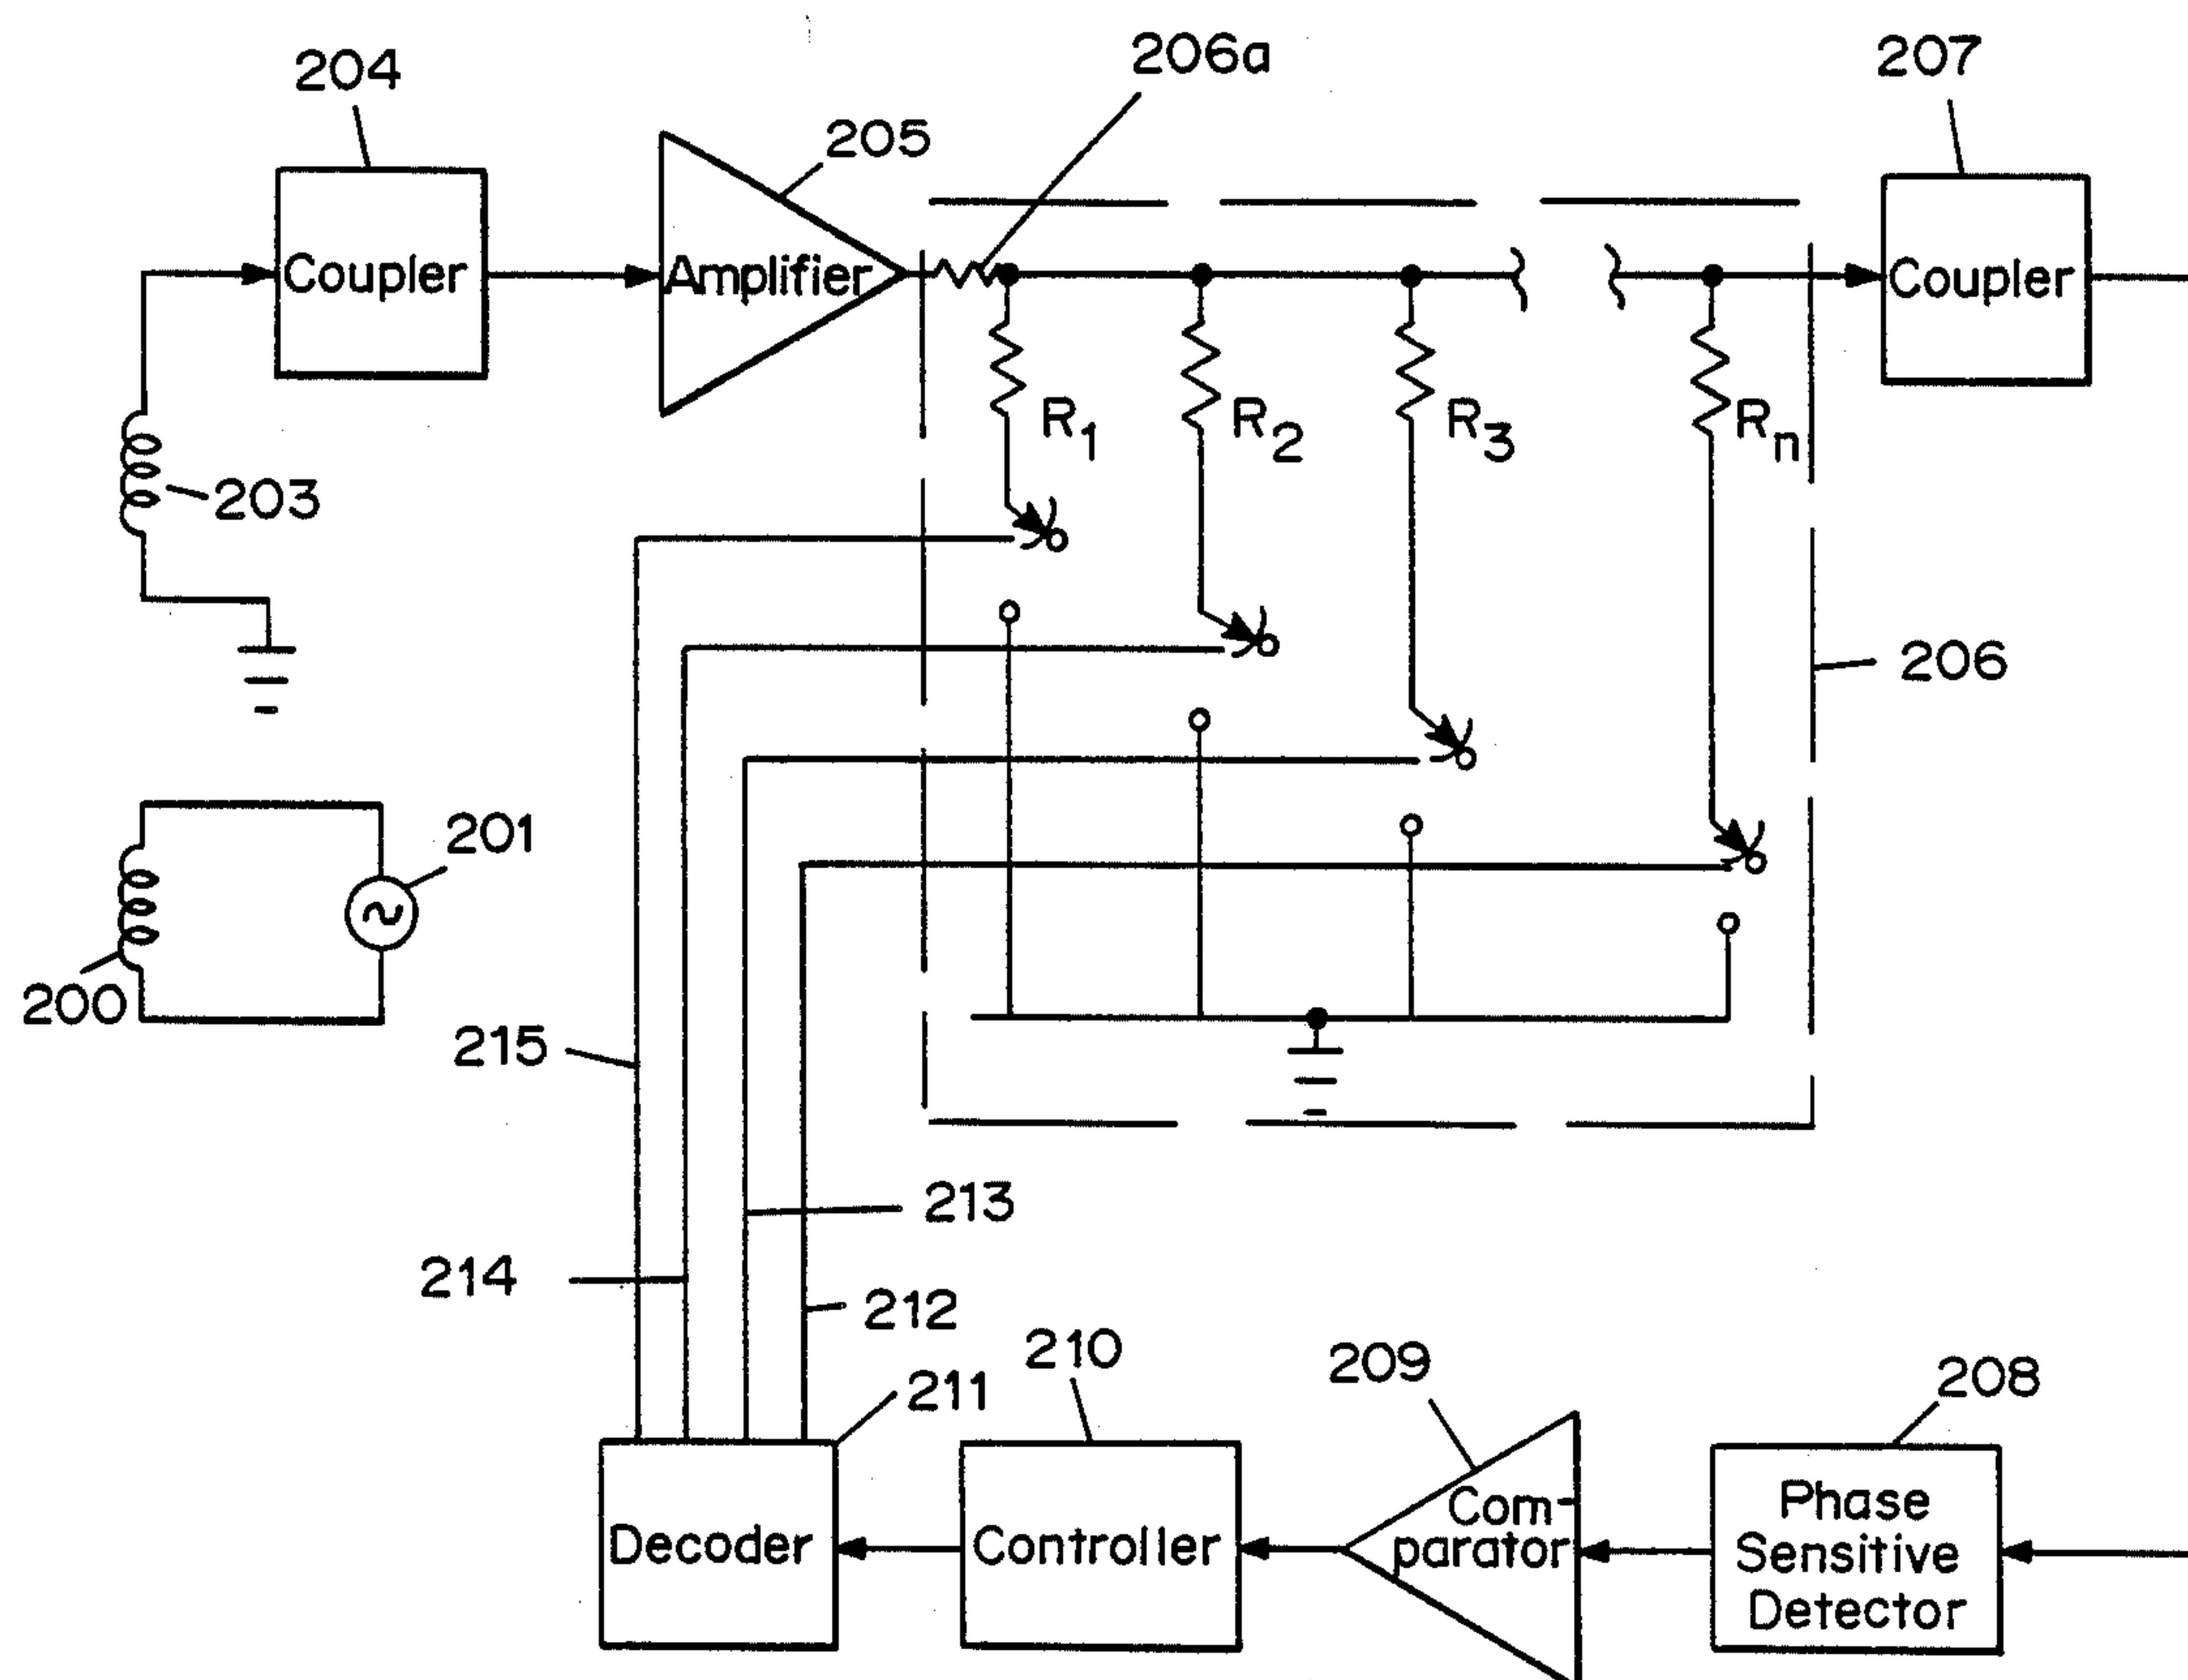 204
206a
207
205
Coupler
Amplifier
Coupler
R1
R2
R3
Rn
203
206
201
200
215
213
214
212
210
209
208
211
Decoder
Controller
Com-
parator
Phase
Sensitive
Detector